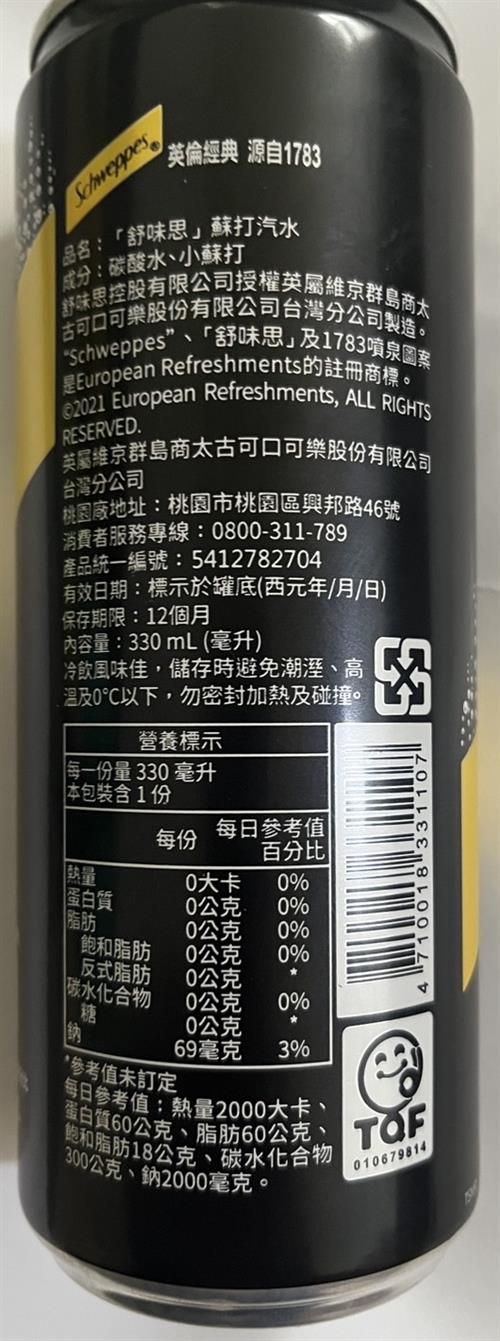 Schweppes® 英倫經典 源自1783
品名：「舒味思」蘇打汽水
成分：碳酸水、小蘇打
舒味思控股有限公司授權英屬維京群島商太
古可口可樂股份有限公司台灣分公司製造。
“Schweppes”、「舒味思」及1783噴泉圖案
是European Refreshments的註冊商標。
©2021 European Refreshments, ALL RIGHTS
RESERVED.
英屬維京群島商太古可口可樂股份有限公司
台灣分公司
桃園廠地址：桃園市桃園區興邦路46號
消費者服務專線：0800-311-789
產品統一編號：5412782704
有效日期：標示於罐底(西元年/月/日)
保存期限：12個月
內容量：330 mL (毫升)
冷飲風味佳，儲存時避免潮溼、高
溫及0°C以下，勿密封加熱及碰撞。
營養標示
每一份量 330 毫升
本包裝含 1 份
每份 每日參考值
百分比
熱量 0大卡 0%
蛋白質 0公克 0%
脂肪 0公克 0%
飽和脂肪 0公克 0%
反式脂肪 0公克 *
碳水化合物 0公克 0%
糖 0公克 *
鈉 69毫克 3%
*參考值未訂定
每日參考值：熱量2000大卡、
蛋白質60公克、脂肪60公克、
飽和脂肪18公克、碳水化合物
300公克、鈉2000毫克。
4 710018 331107
TQF
010679814